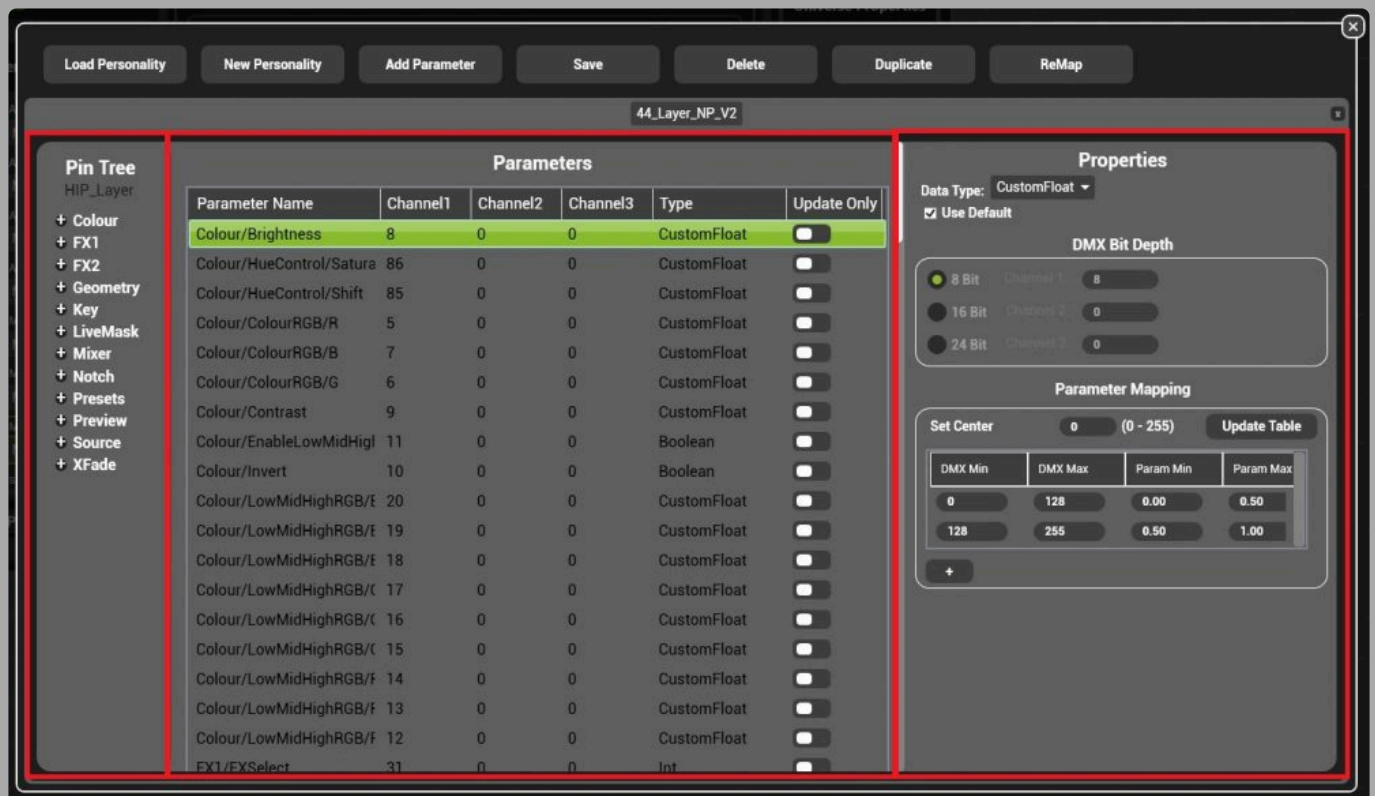 Universe Properties
Load Personality New Personality Add Parameter Save Delete Duplicate ReMap
44_Layer_NP_V2
x
Pin Tree
HIP_Layer
+ Colour
+ FX1
+ FX2
+ Geometry
+ Key
+ LiveMask
+ Mixer
+ Notch
+ Presets
+ Preview
+ Source
+ XFade
Parameters
Parameter Name Channel1 Channel2 Channel3 Type Update Only
Colour/Brightness 8 0 0 CustomFloat
Colour/HueControl/Satura 86 0 0 CustomFloat
Colour/HueControl/Shift 85 0 0 CustomFloat
Colour/ColourRGB/R 5 0 0 CustomFloat
Colour/ColourRGB/B 7 0 0 CustomFloat
Colour/ColourRGB/G 6 0 0 CustomFloat
Colour/Contrast 9 0 0 CustomFloat
Colour/EnableLowMidHigl 11 0 0 Boolean
Colour/Invert 10 0 0 Boolean
Colour/LowMidHighRGB/ 20 0 0 CustomFloat
Colour/LowMidHighRGB/ 19 0 0 CustomFloat
Colour/LowMidHighRGB/ 18 0 0 CustomFloat
Colour/LowMidHighRGB/ 17 0 0 CustomFloat
Colour/LowMidHighRGB/ 16 0 0 CustomFloat
Colour/LowMidHighRGB/ 15 0 0 CustomFloat
Colour/LowMidHighRGB/ 14 0 0 CustomFloat
Colour/LowMidHighRGB/ 13 0 0 CustomFloat
Colour/LowMidHighRGB/ 12 0 0 CustomFloat
FX1/FXSelect 31 0 0 Int
Properties
Data Type: CustomFloat
Use Default
DMX Bit Depth
8 Bit Channel 1 8
16 Bit Channel 2 0
24 Bit Channel 3 0
Parameter Mapping
Set Center 0 (0 - 255) Update Table
DMX Min DMX Max Param Min Param Max
0 128 0.00 0.50
128 255 0.50 1.00
+